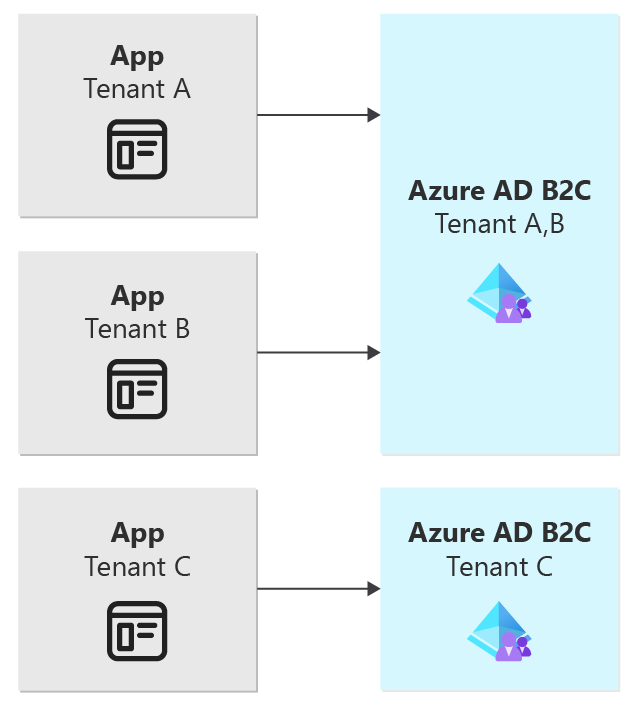 App
Tenant A
Azure AD B2C
Tenant A,B
App
Tenant B
App
Tenant C
Azure AD B2C
Tenant C